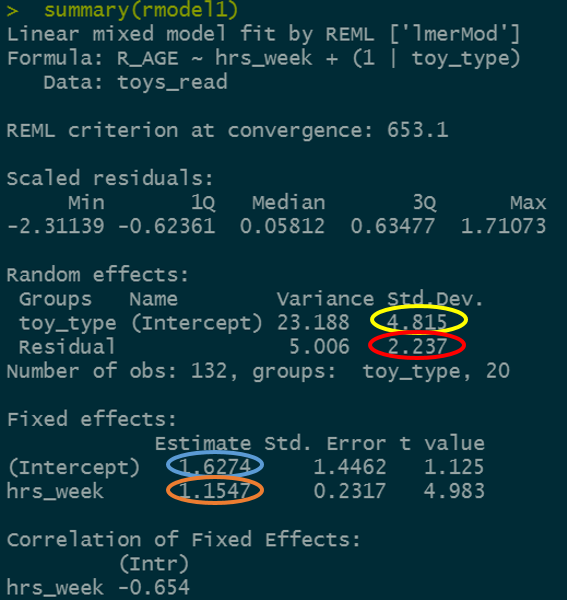 >  summary(rmodel1)
Linear mixed model fit by REML ['lmerMod']
Formula: R_AGE ~ hrs_week + (1 | toy_type)
   Data: toys_read

REML criterion at convergence: 653.1

Scaled residuals:
     Min       1Q   Median       3Q      Max
-2.31139 -0.62361  0.05812  0.63477  1.71073

Random effects:
 Groups   Name        Variance Std.Dev.
 toy_type (Intercept) 23.188   4.815
 Residual              5.006   2.237
Number of obs: 132, groups:  toy_type, 20

Fixed effects:
            Estimate Std. Error t value
(Intercept)   1.6274     1.4462   1.125
hrs_week      1.1547     0.2317   4.983

Correlation of Fixed Effects:
         (Intr)
hrs_week -0.654